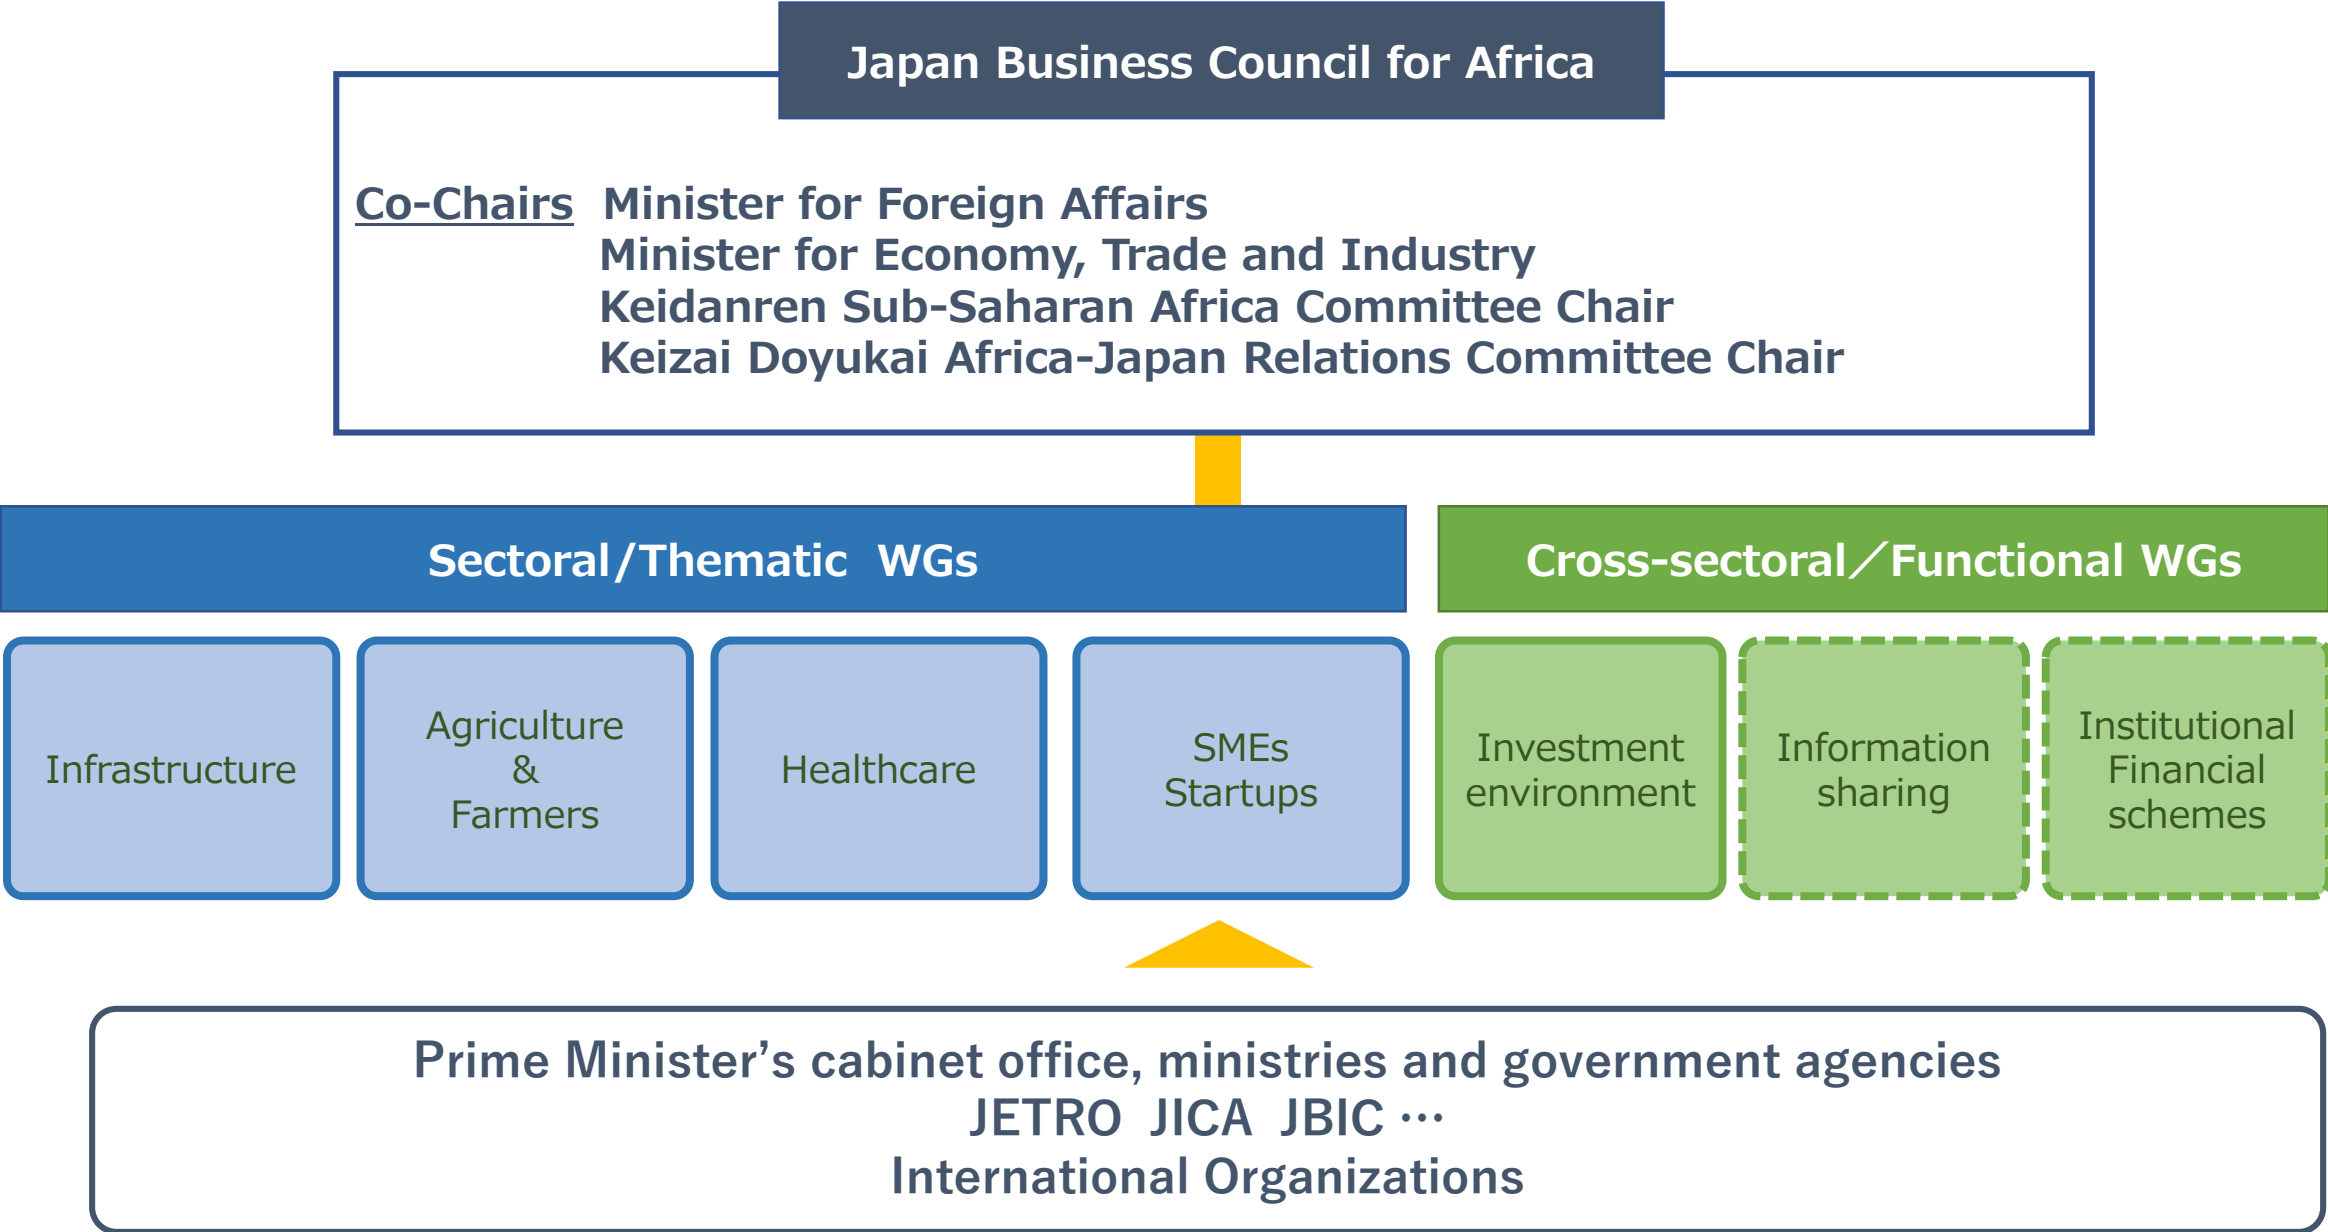 Japan Business Council for Africa
Co-Chairs Minister for Foreign Affairs
Minister for Economy, Trade and Industry
Keidanren Sub-Saharan Africa Committee Chair
Keizai Doyukai Africa-Japan Relations Committee Chair
Sectoral/Thematic WGs
Cross-sectoral／Functional WGs
Infrastructure
Agriculture
&
Farmers
Healthcare
SMEs
Startups
Investment
environment
Information
sharing
Institutional
Financial
schemes
Prime Minister’s cabinet office, ministries and government agencies
JETRO JICA JBIC …
International Organizations